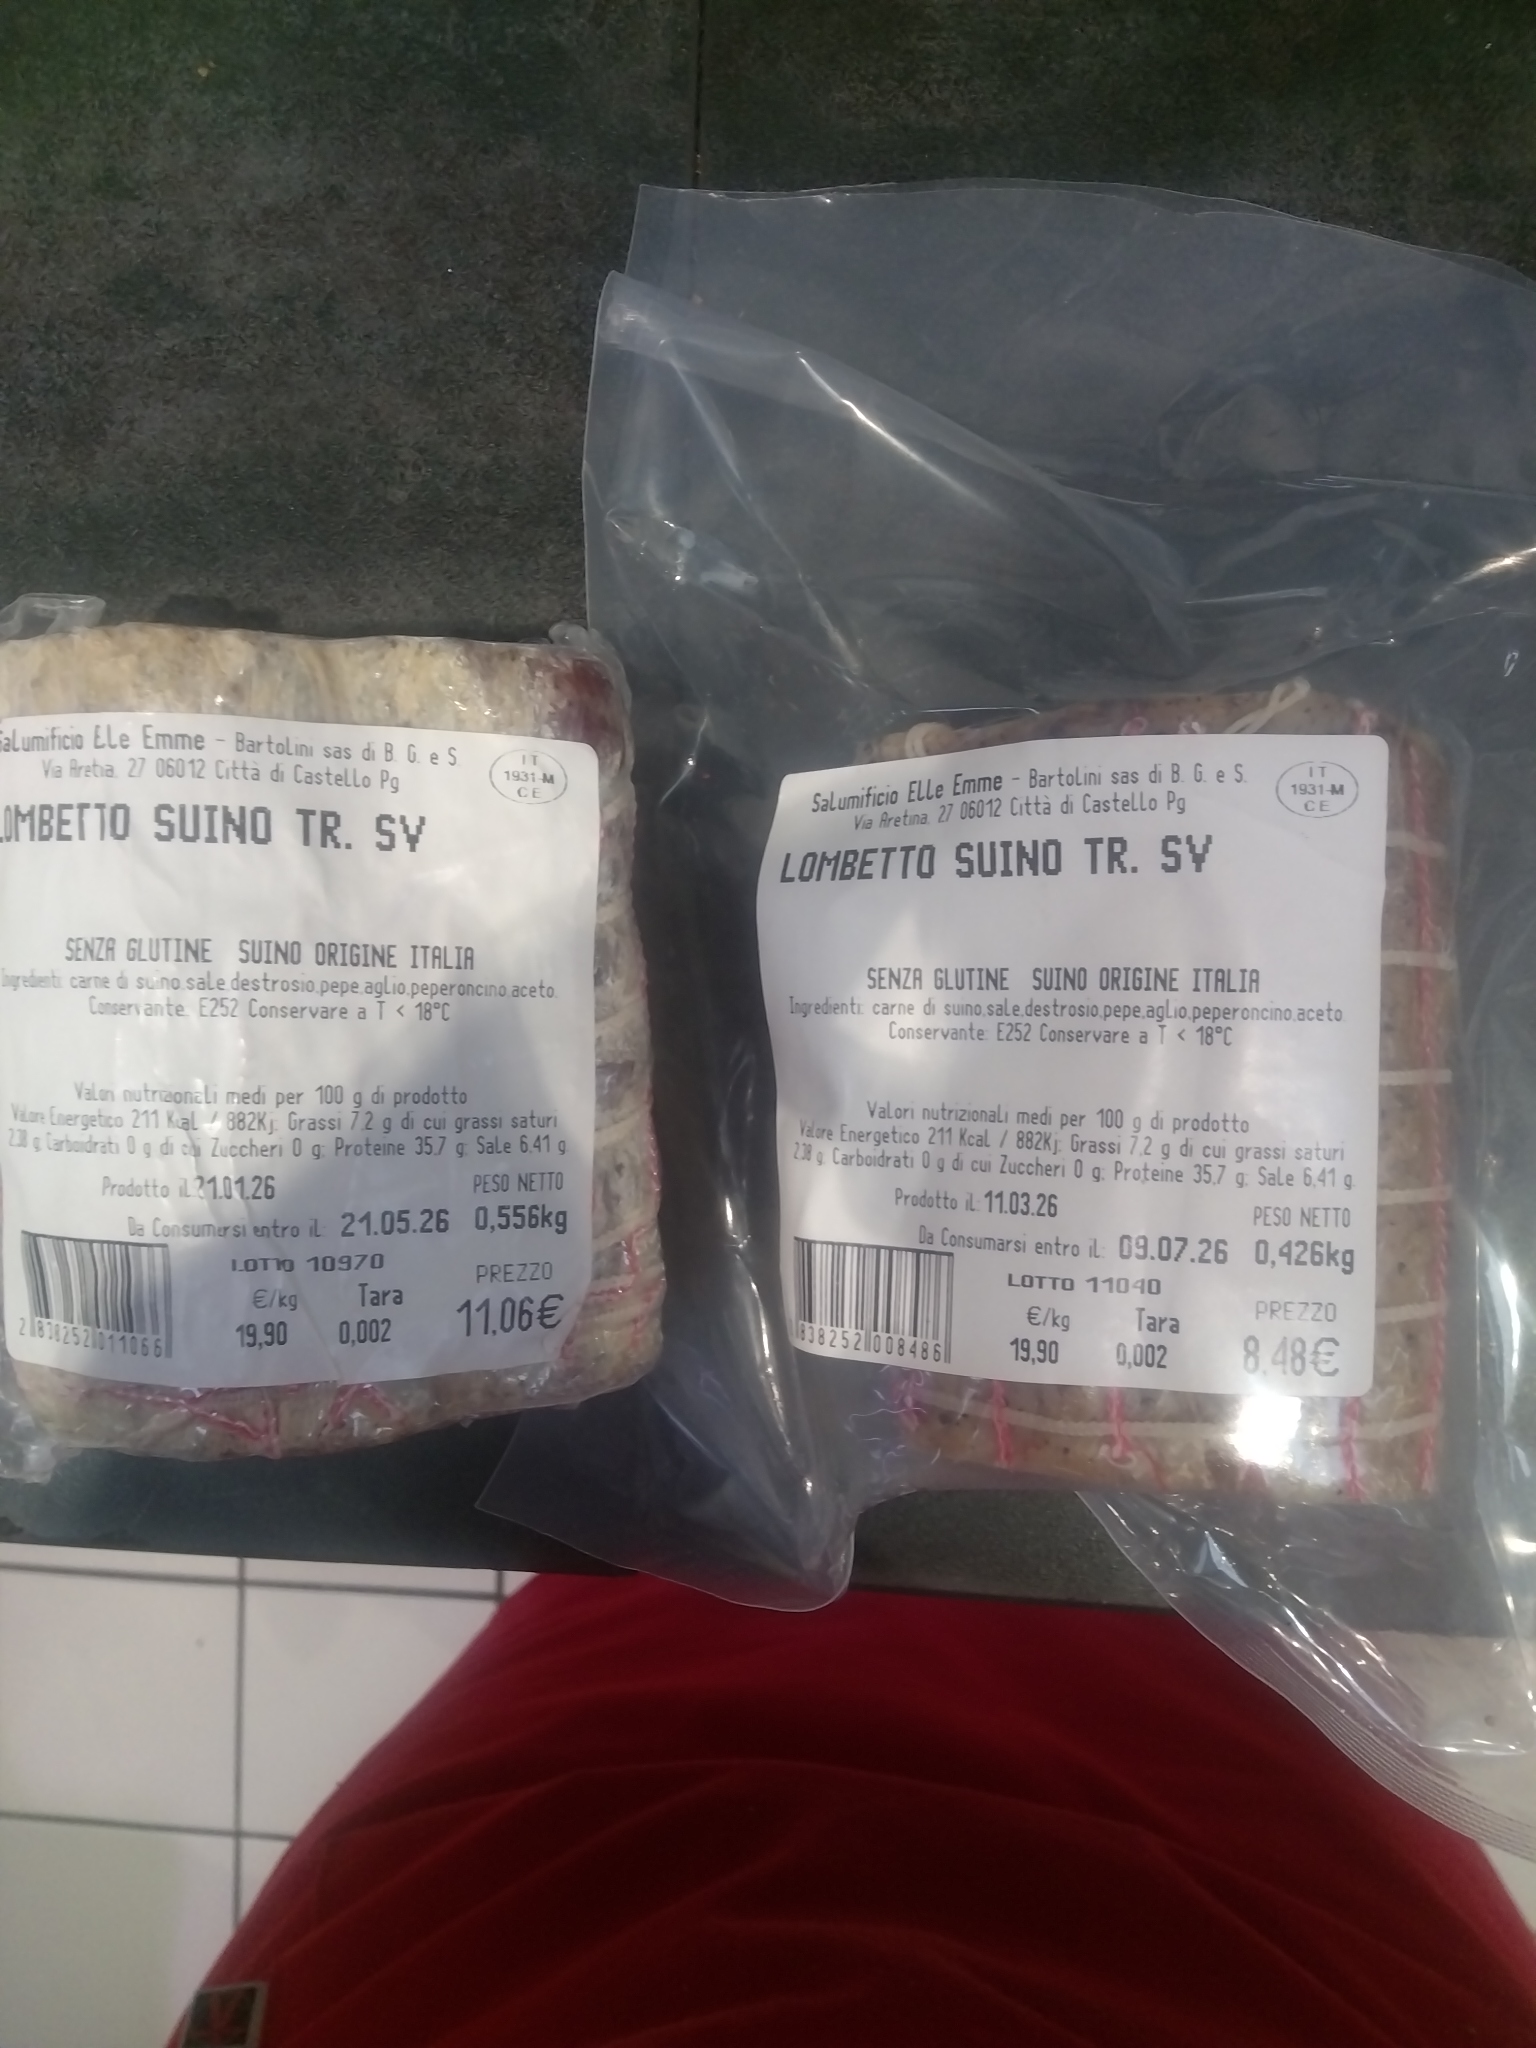 Salumificio ELLe Emme - Bartolini sas di B. G. e S.
Via Aretina, 27 06012 Città di Castello Pg
IT
1931-M
CE
LOMBETTO SUINO TR. SV
SENZA GLUTINE SUINO ORIGINE ITALIA
Ingredienti: carne di suino,sale,destrosio,pepe,aglio,peperoncino,aceto.
Conservante: E252 Conservare a T < 18°C
Valori nutrizionali medi per 100 g di prodotto
Valore Energetico 211 Kcal / 882Kj; Grassi 7,2 g di cui grassi saturi
2,38 g; Carboidrati 0 g di cui Zuccheri 0 g; Proteine 35,7 g; Sale 6,41 g.
Prodotto il: 21.01.26
PESO NETTO
Da Consumarsi entro il: 21.05.26 0,556kg
LOTTO 10970
€/kg Tara PREZZO
19,90 0,002 11,06€
2 838252 011066
Salumificio ELLe Emme - Bartolini sas di B. G. e S.
Via Aretina, 27 06012 Città di Castello Pg
IT
1931-M
CE
LOMBETTO SUINO TR. SV
SENZA GLUTINE SUINO ORIGINE ITALIA
Ingredienti: carne di suino,sale,destrosio,pepe,aglio,peperoncino,aceto.
Conservante: E252 Conservare a T < 18°C
Valori nutrizionali medi per 100 g di prodotto
Valore Energetico 211 Kcal / 882Kj; Grassi 7,2 g di cui grassi saturi
2,38 g; Carboidrati 0 g di cui Zuccheri 0 g; Proteine 35,7 g; Sale 6,41 g.
Prodotto il: 11.03.26
PESO NETTO
Da Consumarsi entro il: 09.07.26 0,426kg
LOTTO 11040
€/kg Tara PREZZO
19,90 0,002 8,48€
838252 008486